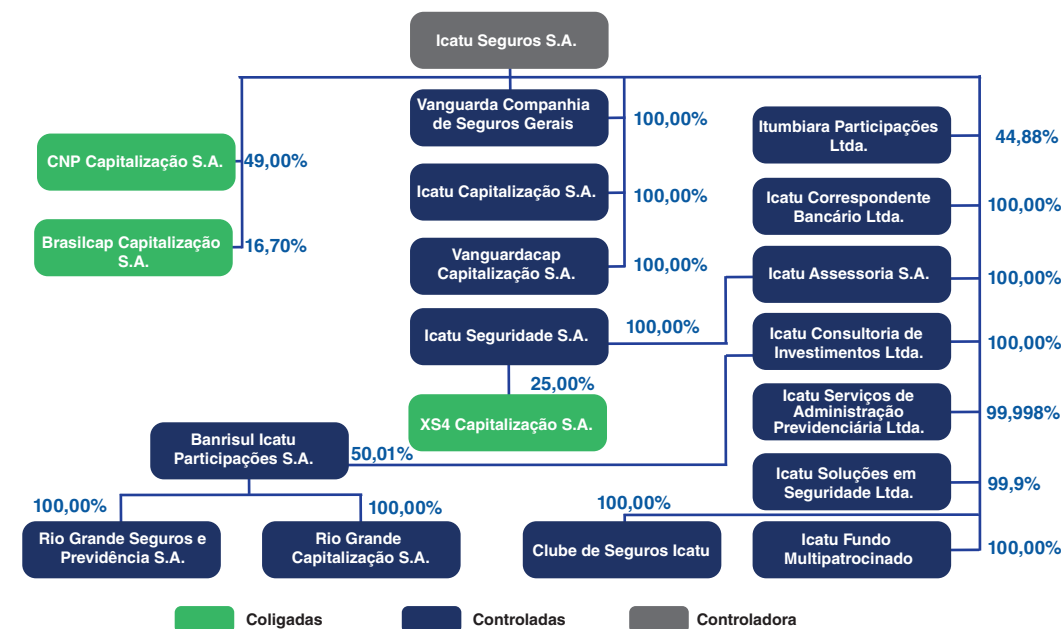 Icatu Seguros S.A.
Vanguarda Companhia
de Seguros Gerais
100,00%
Itumbiara Participações
Ltda.
44,88%
CNP Capitalização S.A.
49,00%
Icatu Capitalização S.A.
100,00%
Icatu Correspondente
Bancário Ltda.
100,00%
Brasilcap Capitalização
S.A.
16,70%
Vanguardacap
Capitalização S.A.
100,00%
Icatu Assessoria S.A.
100,00%
Icatu Seguridade S.A.
100,00%
Icatu Consultoria de
Investimentos Ltda.
100,00%
25,00%
XS4 Capitalização S.A.
Icatu Serviços de
Administração
Previdenciária Ltda.
99,998%
Banrisul Icatu
Participações S.A.
50,01%
Icatu Soluções em
Seguridade Ltda.
99,9%
100,00%
100,00%
100,00%
Rio Grande Seguros e
Previdência S.A.
Rio Grande
Capitalização S.A.
Clube de Seguros Icatu
Icatu Fundo
Multipatrocinado
100,00%
Coligadas
Controladas
Controladora